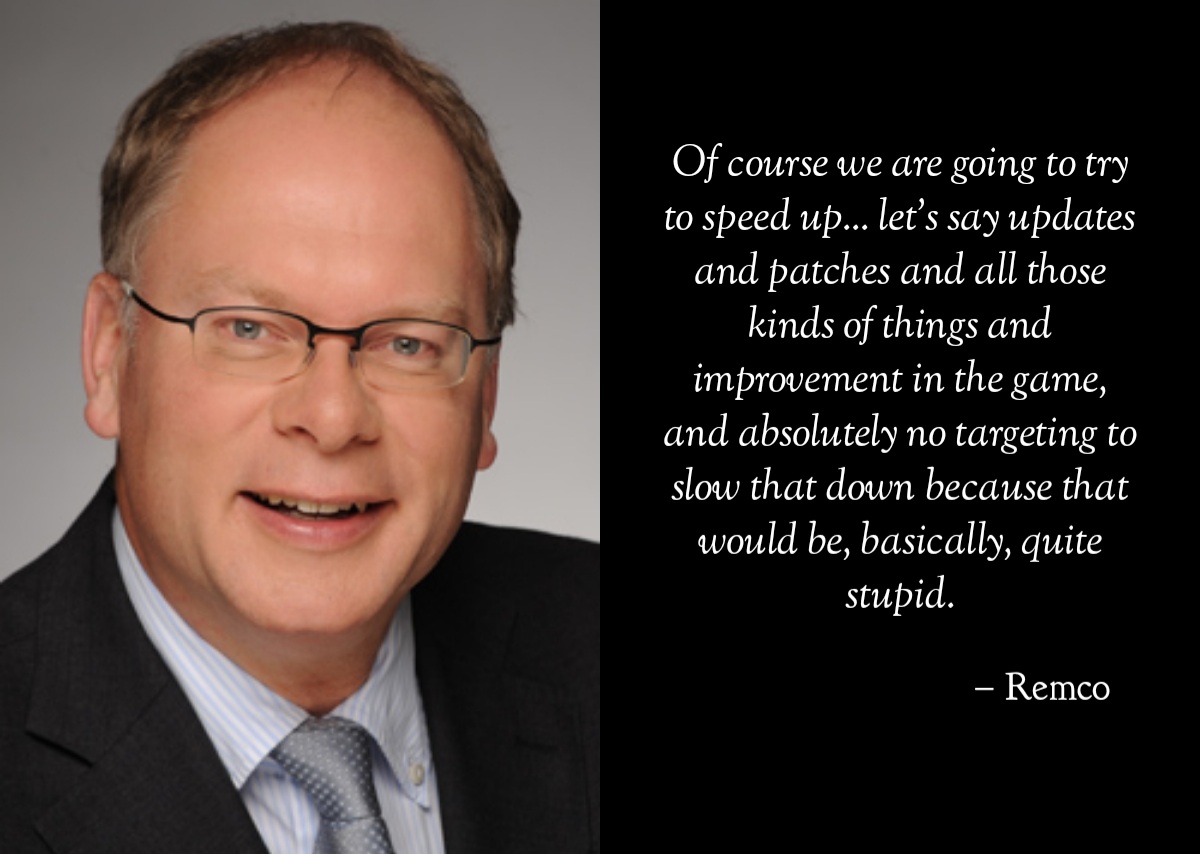 Of course we are going to try
to speed up... let’s say updates
and patches and all those
kinds of things and
improvement in the game,
and absolutely no targeting to
slow that down because that
would be, basically, quite
stupid.
– Remco